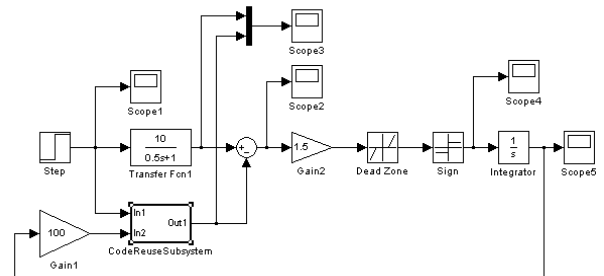 Scope3
Scope1
Scope2
Scope4
Step
10
0.5s+1
Transfer Fcn1
+
−
1.5
Gain2
Dead Zone
Sign
1
s
Integrator
Scope5
100
Gain1
In1
In2
Out1
CodeReuseSubsystem